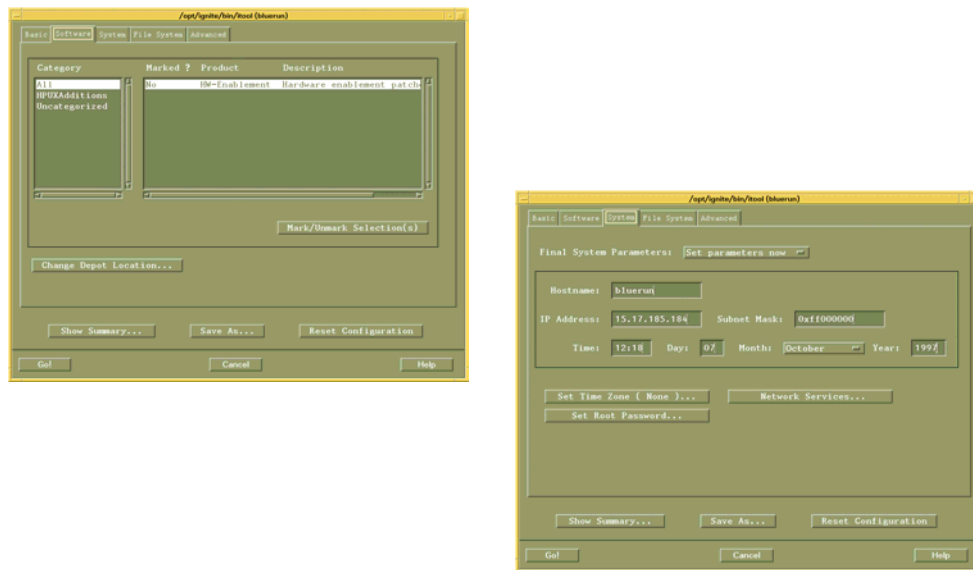 /opt/ignite/bin/itool (bluerun)
Basic Software System File System Advanced
Category Marked ? Product Description
All No HW-Enablement Hardware enablement patche
HPUXAdditions
Uncategorized
Mark/Unmark Selection(s)
Change Depot Location...
Show Summary... Save As... Reset Configuration
Go! Cancel Help
/opt/ignite/bin/itool (bluerun)
Basic Software System File System Advanced
Final System Parameters: Set parameters now
Hostname: bluerun
IP Address: 15.17.185.184 Subnet Mask: 0xff000000
Time: 12:18 Day: 07 Month: October Year: 1997
Set Time Zone ( None )... Network Services...
Set Root Password...
Show Summary... Save As... Reset Configuration
Go! Cancel Help